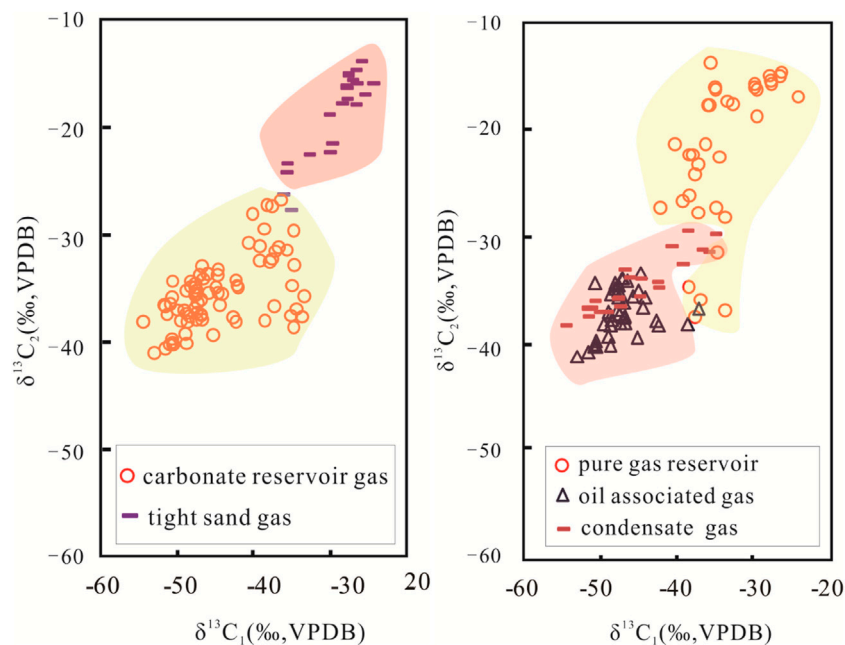 −10
−20
−30
−40
−50
−60
δ¹³C₂(‰,VPDB)
carbonate reservoir gas
tight sand gas
-60 -50 -40 -30 20
δ¹³C₁(‰,VPDB)
−10
−20
−30
−40
−50
−60
δ¹³C₂(‰,VPDB)
pure gas reservoir
oil associated gas
condensate gas
-60 -50 -40 -30 -20
δ¹³C₁(‰,VPDB)